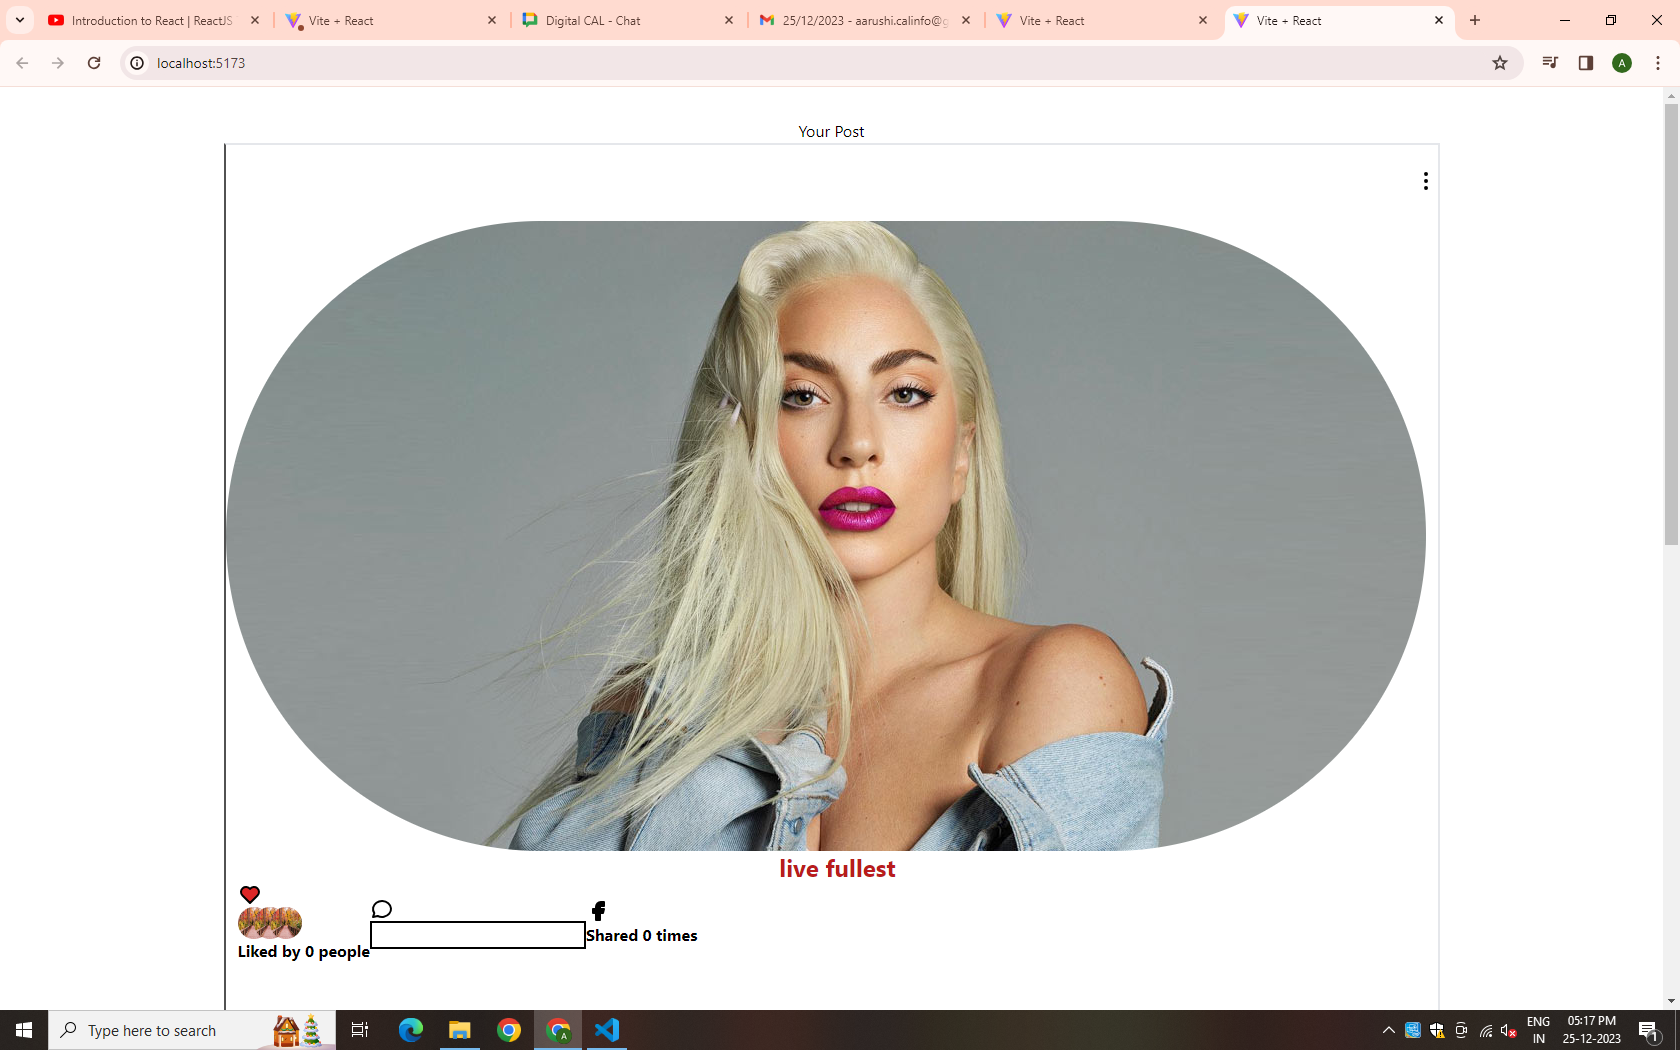 Introduction to React | ReactJS
Vite + React
Digital CAL - Chat
25/12/2023 - aarushi.calinfo@g
Vite + React
Vite + React
localhost:5173
A
Your Post
live fullest
Liked by 0 people
Shared 0 times
Type here to search
A
ENG
IN
05:17 PM
25-12-2023
1